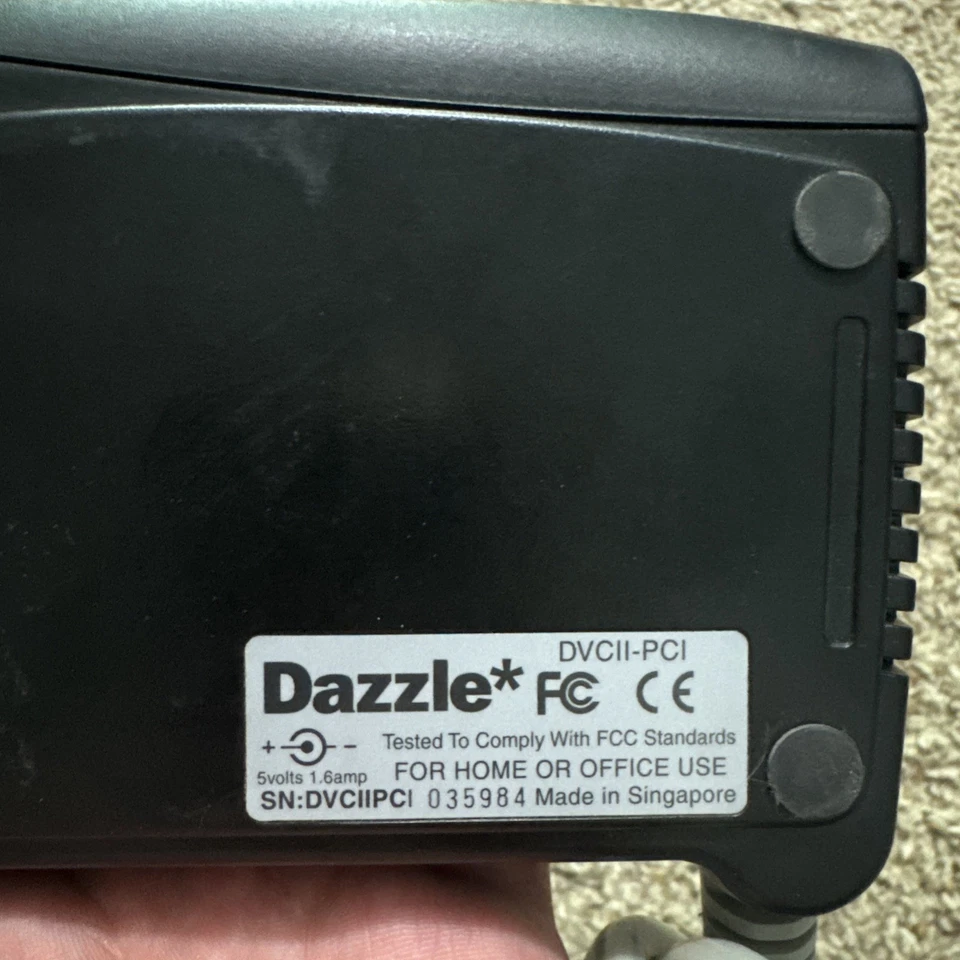 DVCII-PCI
Dazzle* FC CE
+ -
Tested To Comply With FCC Standards
5volts 1.6amp FOR HOME OR OFFICE USE
SN:DVCIIPCI 035984 Made in Singapore